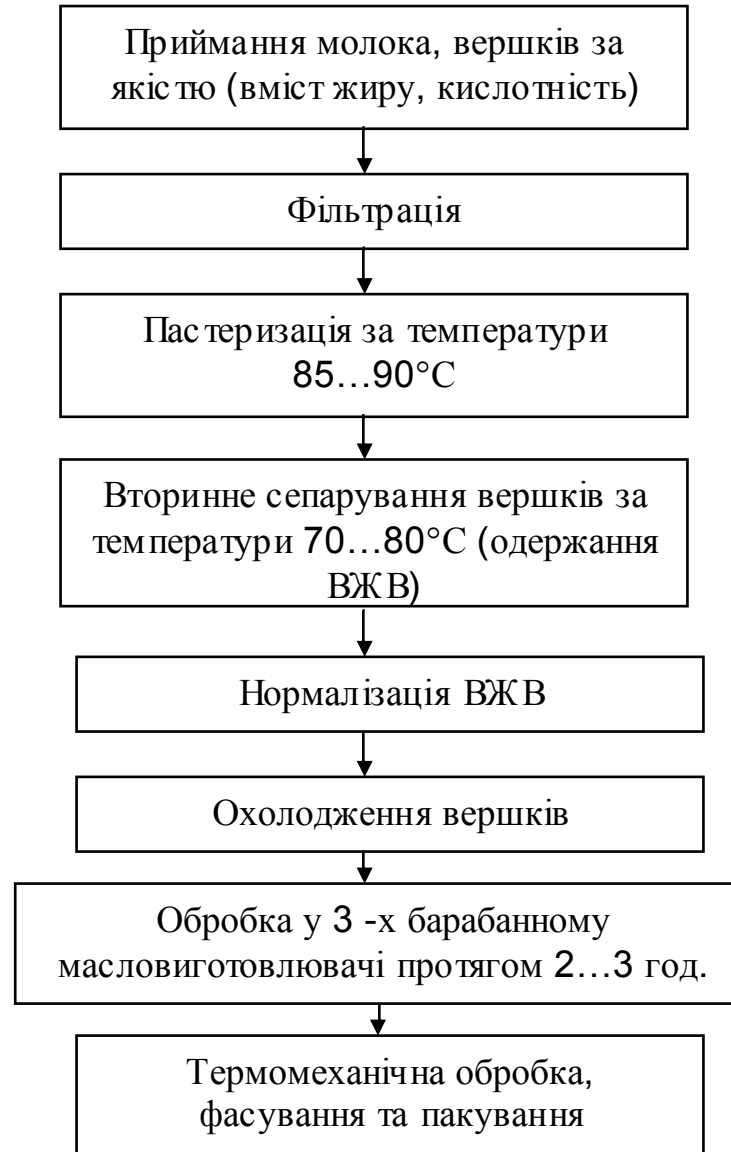 Приймання молока, вершків за
якістю (вміст жиру, кислотність)
Фільтрація
Пастеризація за температури
85...90°С
Вторинне сепарування вершків за
температури 70...80°С (одержання
ВЖВ)
Нормалізація ВЖВ
Охолодження вершків
Обробка у 3 -х барабанному
масловиготовлювачі протягом 2...3 год.
Термомеханічна обробка,
фасування та пакування